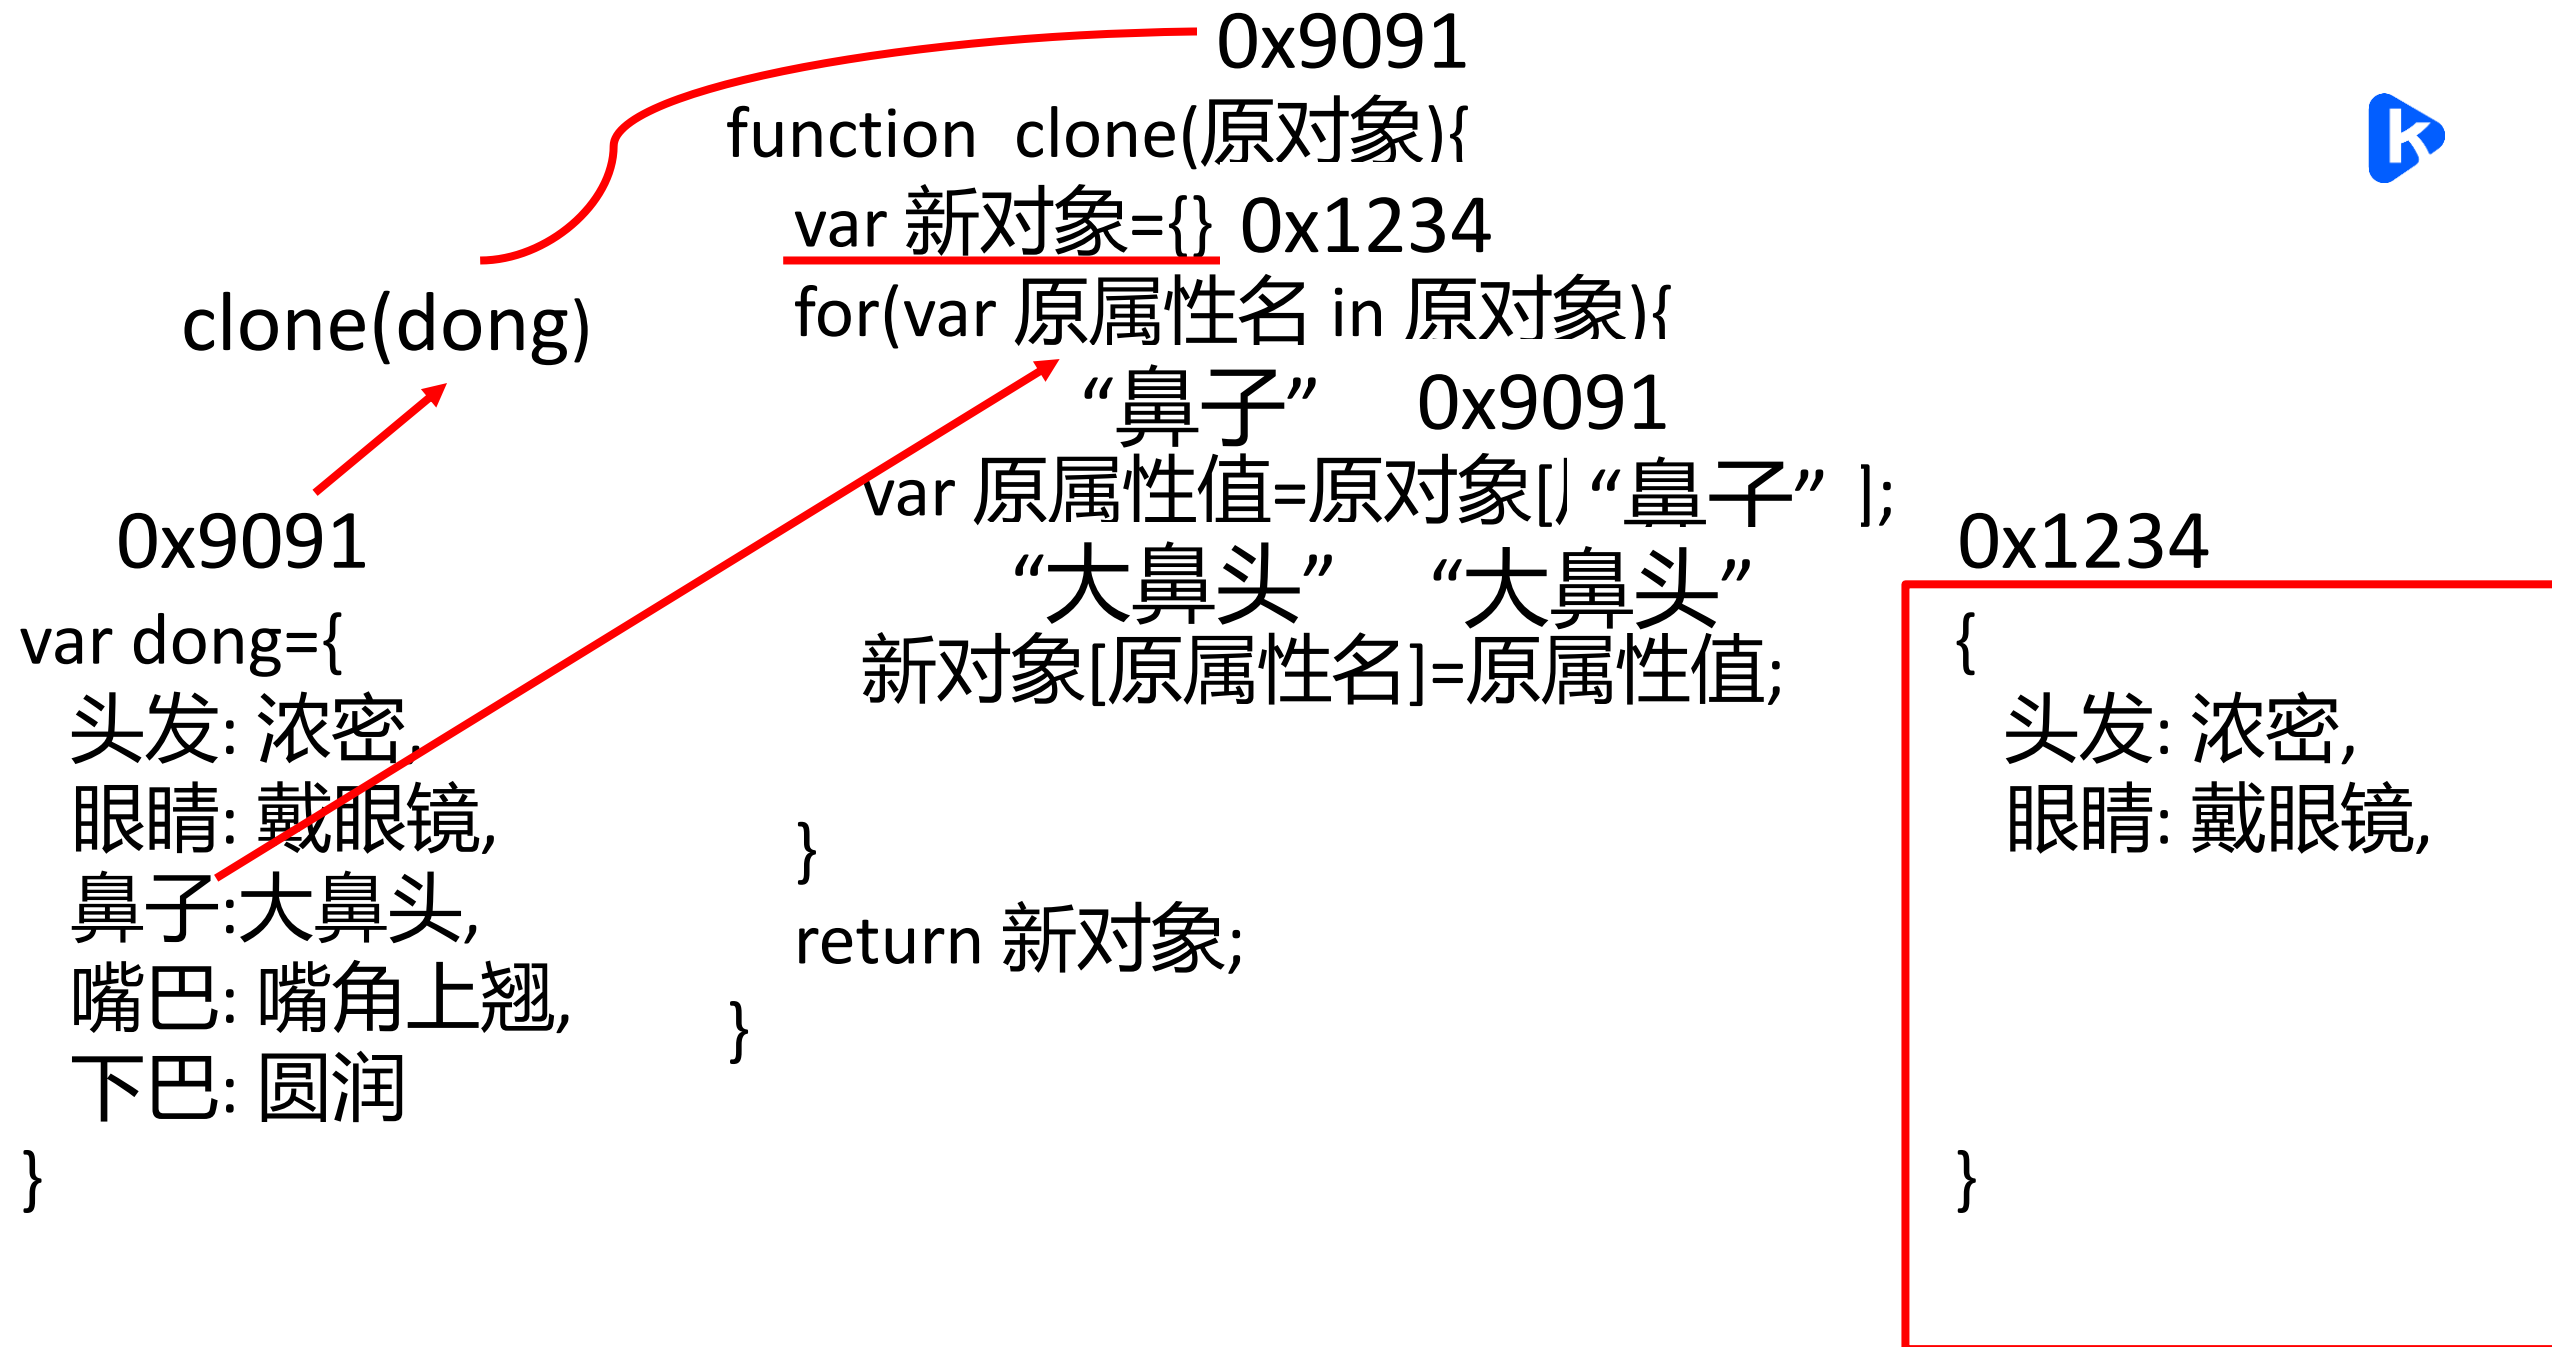 0x9091
function clone(原对象){
var 新对象={} 0x1234
for(var 原属性名 in 原对象){
“鼻子” 0x9091
var 原属性值=原对象[ “鼻子” ];
“大鼻头” “大鼻头”
新对象[原属性名]=原属性值;
}
return 新对象;
}
clone(dong)
0x9091
var dong={
头发: 浓密,
眼睛: 戴眼镜,
鼻子:大鼻头,
嘴巴: 嘴角上翘,
下巴: 圆润
}
0x1234
{
头发: 浓密,
眼睛: 戴眼镜,
}